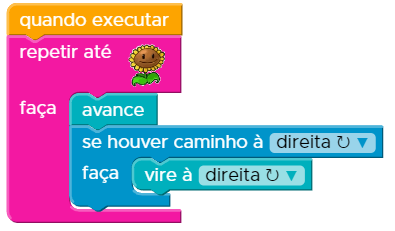 quando executar
repetir até
faça avance
se houver caminho à direita ↻ ▼
faça vire à direita ↻ ▼